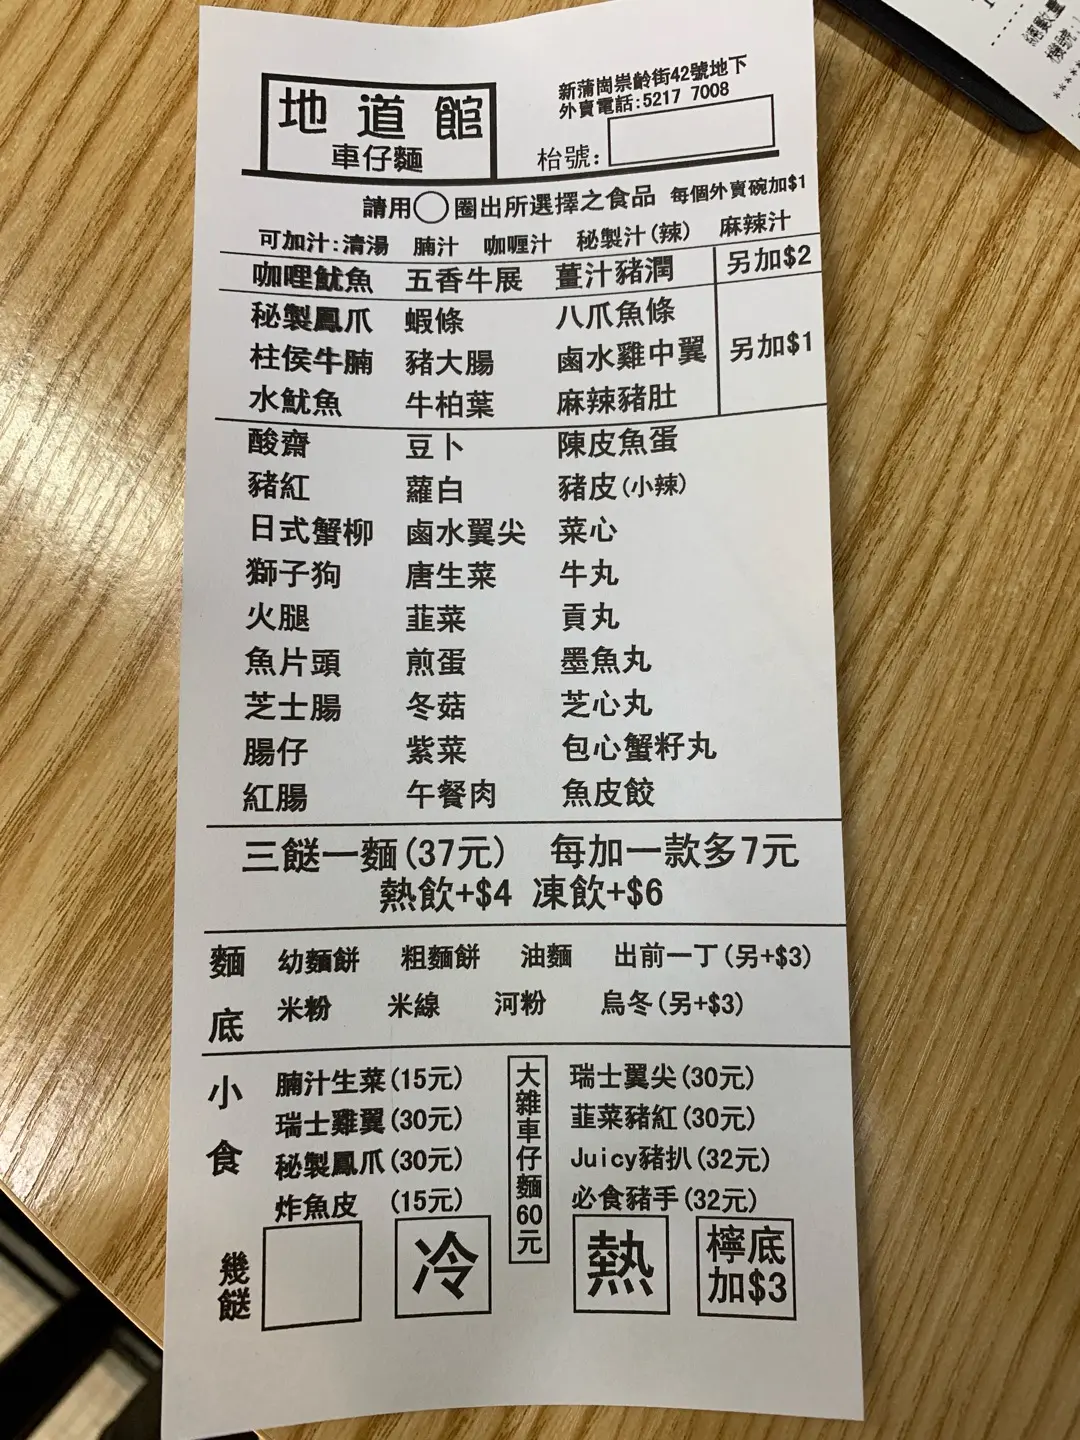 地道館
車仔麵
新蒲崗崇齡街42號地下
外賣電話:5217 7008
枱號:
請用◯圈出所選擇之食品 每個外賣碗加$1
可加汁:清湯 腩汁 咖喱汁 秘製汁(辣) 麻辣汁
咖哩魷魚 五香牛展 薑汁豬潤 另加$2
秘製鳳爪 蝦條 八爪魚條
柱侯牛腩 豬大腸 鹵水雞中翼 另加$1
水魷魚 牛柏葉 麻辣豬肚
酸齋 豆卜 陳皮魚蛋
豬紅 蘿白 豬皮(小辣)
日式蟹柳 鹵水翼尖 菜心
獅子狗 唐生菜 牛丸
火腿 韮菜 貢丸
魚片頭 煎蛋 墨魚丸
芝士腸 冬菇 芝心丸
腸仔 紫菜 包心蟹籽丸
紅腸 午餐肉 魚皮餃
三餸一麵(37元) 每加一款多7元
熱飲+$4 凍飲+$6
麵底
幼麵餅 粗麵餅 油麵 出前一丁(另+$3)
米粉 米線 河粉 烏冬(另+$3)
小食
腩汁生菜(15元)
瑞士雞翼(30元)
秘製鳳爪(30元)
炸魚皮 (15元)
大雜車仔麵60元
瑞士翼尖(30元)
韮菜豬紅(30元)
Juicy豬扒(32元)
必食豬手(32元)
幾餸
冷
熱
檸底
加$3